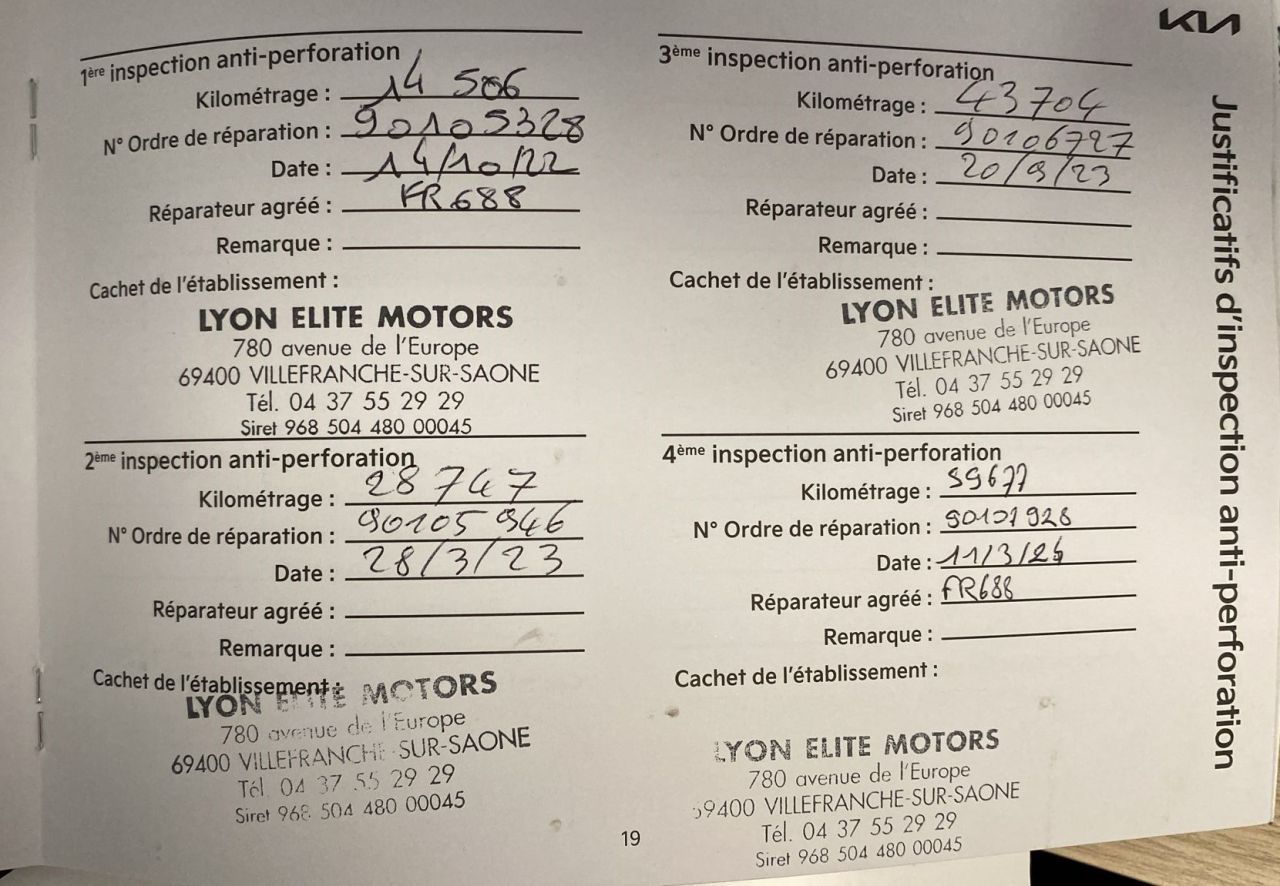 KIA
Justificatifs d'inspection anti-perforation
1ère inspection anti-perforation
Kilométrage : 14 506
N° Ordre de réparation : 90105328
Date : 14/10/22
Réparateur agréé : FR688
Remarque :
Cachet de l'établissement :
LYON ELITE MOTORS
780 avenue de l'Europe
69400 VILLEFRANCHE-SUR-SAONE
Tél. 04 37 55 29 29
Siret 968 504 480 00045
2ème inspection anti-perforation
Kilométrage : 28 747
N° Ordre de réparation : 90105 946
Date : 28/3/23
Réparateur agréé :
Remarque :
Cachet de l'établissement :
LYON ELITE MOTORS
780 avenue de l'Europe
69400 VILLEFRANCHE-SUR-SAONE
Tél. 04 37 55 29 29
Siret 968 504 480 00045
3ème inspection anti-perforation
Kilométrage : 43704
N° Ordre de réparation : 90106727
Date : 20/9/23
Réparateur agréé :
Remarque :
Cachet de l'établissement :
LYON ELITE MOTORS
780 avenue de l'Europe
69400 VILLEFRANCHE-SUR-SAONE
Tél. 04 37 55 29 29
Siret 968 504 480 00045
4ème inspection anti-perforation
Kilométrage : 59677
N° Ordre de réparation : 90107928
Date :
Réparateur agréé : FR688
Remarque :
Cachet de l'établissement :
LYON ELITE MOTORS
780 avenue de l'Europe
69400 VILLEFRANCHE-SUR-SAONE
Tél. 04 37 55 29 29
Siret 968 504 480 00045
19